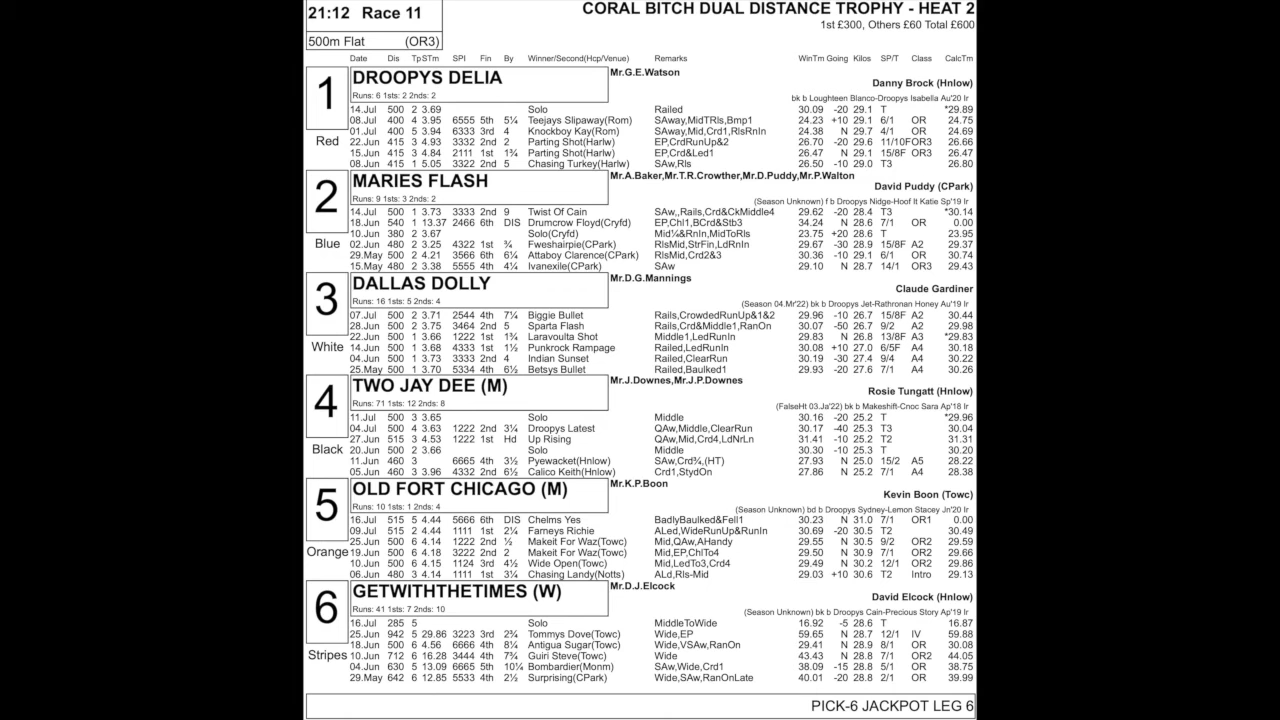 21:12 Race 11
CORAL BITCH DUAL DISTANCE TROPHY - HEAT 2
1st £300, Others £60 Total £600
500m Flat (OR3)
Date Dis TpSTm SPI Fin By Winner/Second(Hcp/Venue) Remarks WinTm Going Kilos SP/T Class CalcTm
1 DROOPYS DELIA Mr.G.E.Watson
Danny Brock (Hnlow)
Runs: 6 1sts: 2 2nds: 2 bk b Loughteen Blanco-Droopys Isabella Au'20 Ir
14.Jul 500 2 3.69 Solo Railed 30.09 -20 29.1 T *29.89
08.Jul 400 4 3.95 6555 5th 5¼ Teejays Slipaway(Rom) SAway,MidTRls,Bmp1 24.23 +10 29.1 6/1 OR 24.75
01.Jul 400 5 3.94 6333 3rd 4 Knockboy Kay(Rom) SAway,Mid,Crd1,RlsRnIn 24.38 N 29.7 4/1 OR 24.69
Red 22.Jun 415 3 4.93 3332 2nd 2 Parting Shot(Harlw) EP,CrdRunUp&2 26.70 -20 29.6 11/10F OR3 26.66
15.Jun 415 3 4.84 2111 1st 1¾ Parting Shot(Harlw) EP,Crd&Led1 26.47 N 29.1 15/8F OR3 26.47
08.Jun 415 1 5.05 3322 2nd 5 Chasing Turkey(Harlw) SAw,Rls 26.50 -10 29.0 T3 26.80
2 MARIES FLASH Mr.A.Baker,Mr.T.R.Crowther,Mr.D.Puddy,Mr.P.Walton
David Puddy (CPark)
Runs: 9 1sts: 3 2nds: 2 (Season Unknown) f b Droopys Nidge-Hoof It Katie Sp'19 Ir
14.Jul 500 1 3.73 3333 2nd 9 Twist Of Cain SAw,,Rails,Crd&CkMiddle4 29.62 -20 28.4 T3 *30.14
18.Jun 540 1 13.37 2466 6th DIS Drumcrow Floyd(Cryfd) EP,Chl1,BCrd&Stb3 34.24 N 28.6 7/1 OR 0.00
10.Jun 380 2 3.67 Solo(Cryfd) Mid¼&RnIn,MidToRls 23.75 +20 28.6 T 23.95
Blue 02.Jun 480 2 3.25 4322 1st ¾ Fweshairpie(CPark) RlsMid,StrFin,LdRnIn 29.67 -30 28.9 15/8F A2 29.37
29.May 500 2 4.21 3566 6th 6¼ Attaboy Clarence(CPark) RlsMid,Crd2&3 30.36 -10 29.1 6/1 OR 30.74
15.May 480 2 3.38 5555 4th 4¼ Ivanexile(CPark) SAw 29.10 N 28.7 14/1 OR3 29.43
3 DALLAS DOLLY Mr.D.G.Mannings
Claude Gardiner
Runs: 16 1sts: 5 2nds: 4 (Season 04.Mr'22) bk b Droopys Jet-Rathronan Honey Au'19 Ir
07.Jul 500 2 3.71 2544 4th 7¼ Biggie Bullet Rails,CrowdedRunUp&1&2 29.96 -10 26.7 15/8F A2 30.44
28.Jun 500 2 3.75 3464 2nd 5 Sparta Flash Rails,Crd&Middle1,RanOn 30.07 -50 26.7 9/2 A2 29.98
22.Jun 500 1 3.66 1222 1st 1¾ Laravoulta Shot Middle1,LedRunIn 29.83 N 26.8 13/8F A3 *29.83
White 14.Jun 500 1 3.68 4333 1st 1½ Punkrock Rampage Railed,LedRunIn 30.08 +10 27.0 6/5F A4 30.18
04.Jun 500 1 3.73 3333 2nd 4 Indian Sunset Railed,ClearRun 30.19 -30 27.4 9/4 A4 30.22
25.May 500 1 3.70 5334 4th 6½ Betsys Bullet Railed,Baulked1 29.93 -20 27.6 7/1 A4 30.26
4 TWO JAY DEE (M) Mr.J.Downes,Mr.J.P.Downes
Rosie Tungatt (Hnlow)
Runs: 71 1sts: 12 2nds: 8 (FalseHt 03.Ja'22) bk b Makeshift-Cnoc Sara Ap'18 Ir
11.Jul 500 3 3.65 Solo Middle 30.16 -20 25.2 T *29.96
04.Jul 500 4 3.63 1222 2nd 3¼ Droopys Latest QAw,Middle,ClearRun 30.17 -40 25.3 T3 30.04
27.Jun 515 3 4.53 1222 1st Hd Up Rising QAw,Mid,Crd4,LdNrLn 31.41 -10 25.2 T2 31.31
Black 20.Jun 500 2 3.66 Solo Middle 30.30 -10 25.3 T 30.20
11.Jun 460 3 6665 4th 3½ Pyewacket(Hnlow) SAw,Crd¾,(HT) 27.93 N 25.0 15/2 A5 28.22
05.Jun 460 3 3.96 4332 2nd 6½ Calico Keith(Hnlow) Crd1,StydOn 27.86 N 25.2 7/1 A4 28.38
5 OLD FORT CHICAGO (M) Mr.K.P.Boon
Kevin Boon (Towc)
Runs: 10 1sts: 1 2nds: 4 (Season Unknown) bd b Droopys Sydney-Lemon Stacey Jn'20 Ir
16.Jul 515 5 4.44 5666 6th DIS Chelms Yes BadlyBaulked&Fell1 30.23 N 31.0 7/1 OR1 0.00
09.Jul 515 2 4.44 1111 1st 2¼ Farneys Richie ALed,WideRunUp&RunIn 30.69 -20 30.5 T2 30.49
25.Jun 500 6 4.14 1222 2nd ½ Makeit For Waz(Towc) Mid,QAw,AHandy 29.55 N 30.5 9/2 OR2 29.59
Orange 19.Jun 500 6 4.18 3222 2nd 2 Makeit For Waz(Towc) Mid,EP,ChlTo4 29.50 N 30.9 7/1 OR2 29.66
10.Jun 500 6 4.15 1124 3rd 4½ Wide Open(Towc) Mid,LedTo3,Crd4 29.49 N 30.2 12/1 OR2 29.86
06.Jun 480 3 4.14 1111 1st 3¼ Chasing Landy(Notts) ALd,Rls-Mid 29.03 +10 30.6 T2 Intro 29.13
6 GETWITHTHETIMES (W) Mr.D.J.Elcock
David Elcock (Hnlow)
Runs: 41 1sts: 7 2nds: 10 (Season Unknown) bk b Droopys Cain-Precious Story Ap'19 Ir
16.Jul 285 5 Solo MiddleToWide 16.92 -5 28.6 T 16.87
25.Jun 942 5 29.86 3223 3rd 2¾ Tommys Dove(Towc) Wide,EP 59.65 N 28.7 12/1 IV 59.88
18.Jun 500 6 4.56 6666 4th 8¼ Antigua Sugar(Towc) Wide,VSAw,RanOn 29.41 N 28.9 8/1 OR 30.08
Stripes 10.Jun 712 6 16.28 3444 4th 7¾ Guiri Steve(Towc) Wide 43.43 N 28.8 7/1 OR2 44.05
04.Jun 630 5 13.09 6665 5th 10¼ Bombardier(Monm) SAw,Wide,Crd1 38.09 -15 28.8 5/1 OR 38.75
29.May 642 6 12.85 5533 4th 2½ Surprising(CPark) Wide,SAw,RanOnLate 40.01 -20 28.8 2/1 OR 39.99
PICK-6 JACKPOT LEG 6